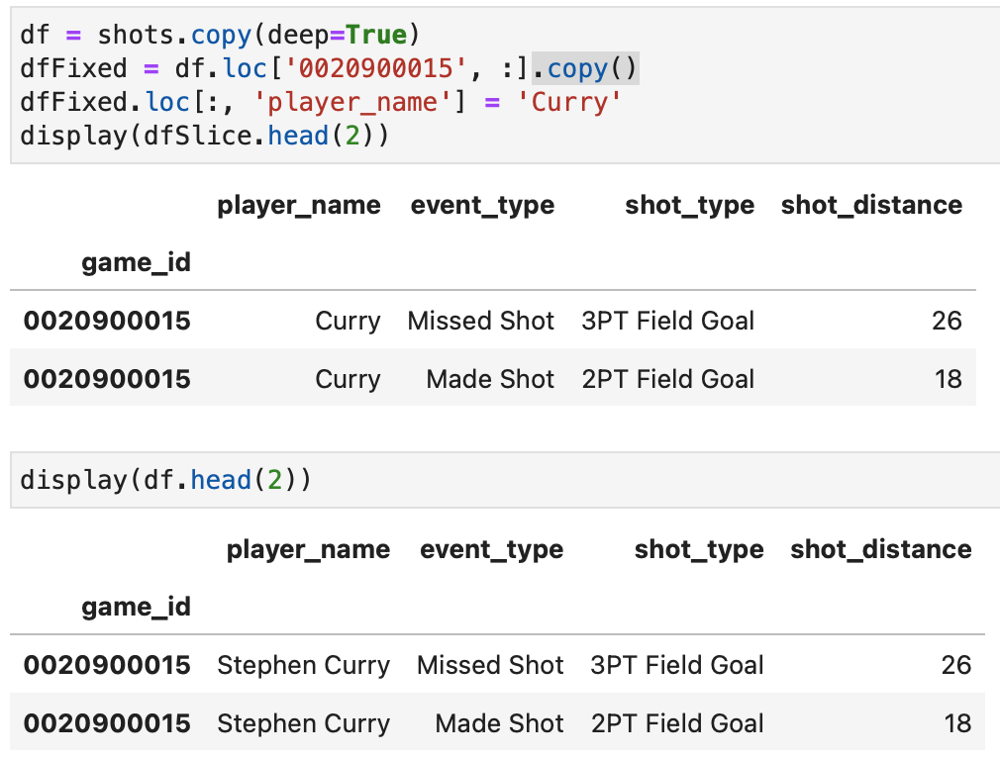 df = shots.copy(deep=True)
dfFixed = df.loc['0020900015', :].copy()
dfFixed.loc[:, 'player_name'] = 'Curry'
display(dfSlice.head(2))
player_name event_type shot_type shot_distance
game_id
0020900015 Curry Missed Shot 3PT Field Goal 26
0020900015 Curry Made Shot 2PT Field Goal 18
display(df.head(2))
player_name event_type shot_type shot_distance
game_id
0020900015 Stephen Curry Missed Shot 3PT Field Goal 26
0020900015 Stephen Curry Made Shot 2PT Field Goal 18